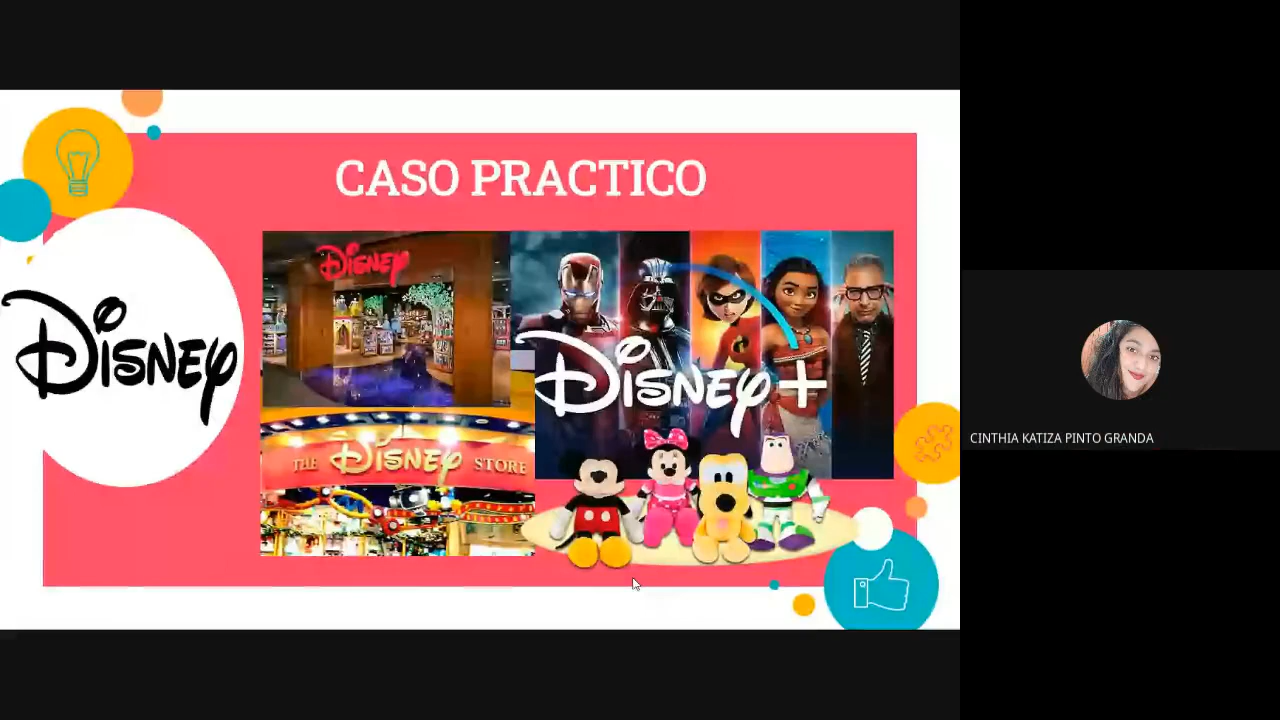 CASO PRACTICO
DISNEY
DISNEY
DISNEY+
THE DISNEY STORE
CINTHIA KATIZA PINTO GRANDA